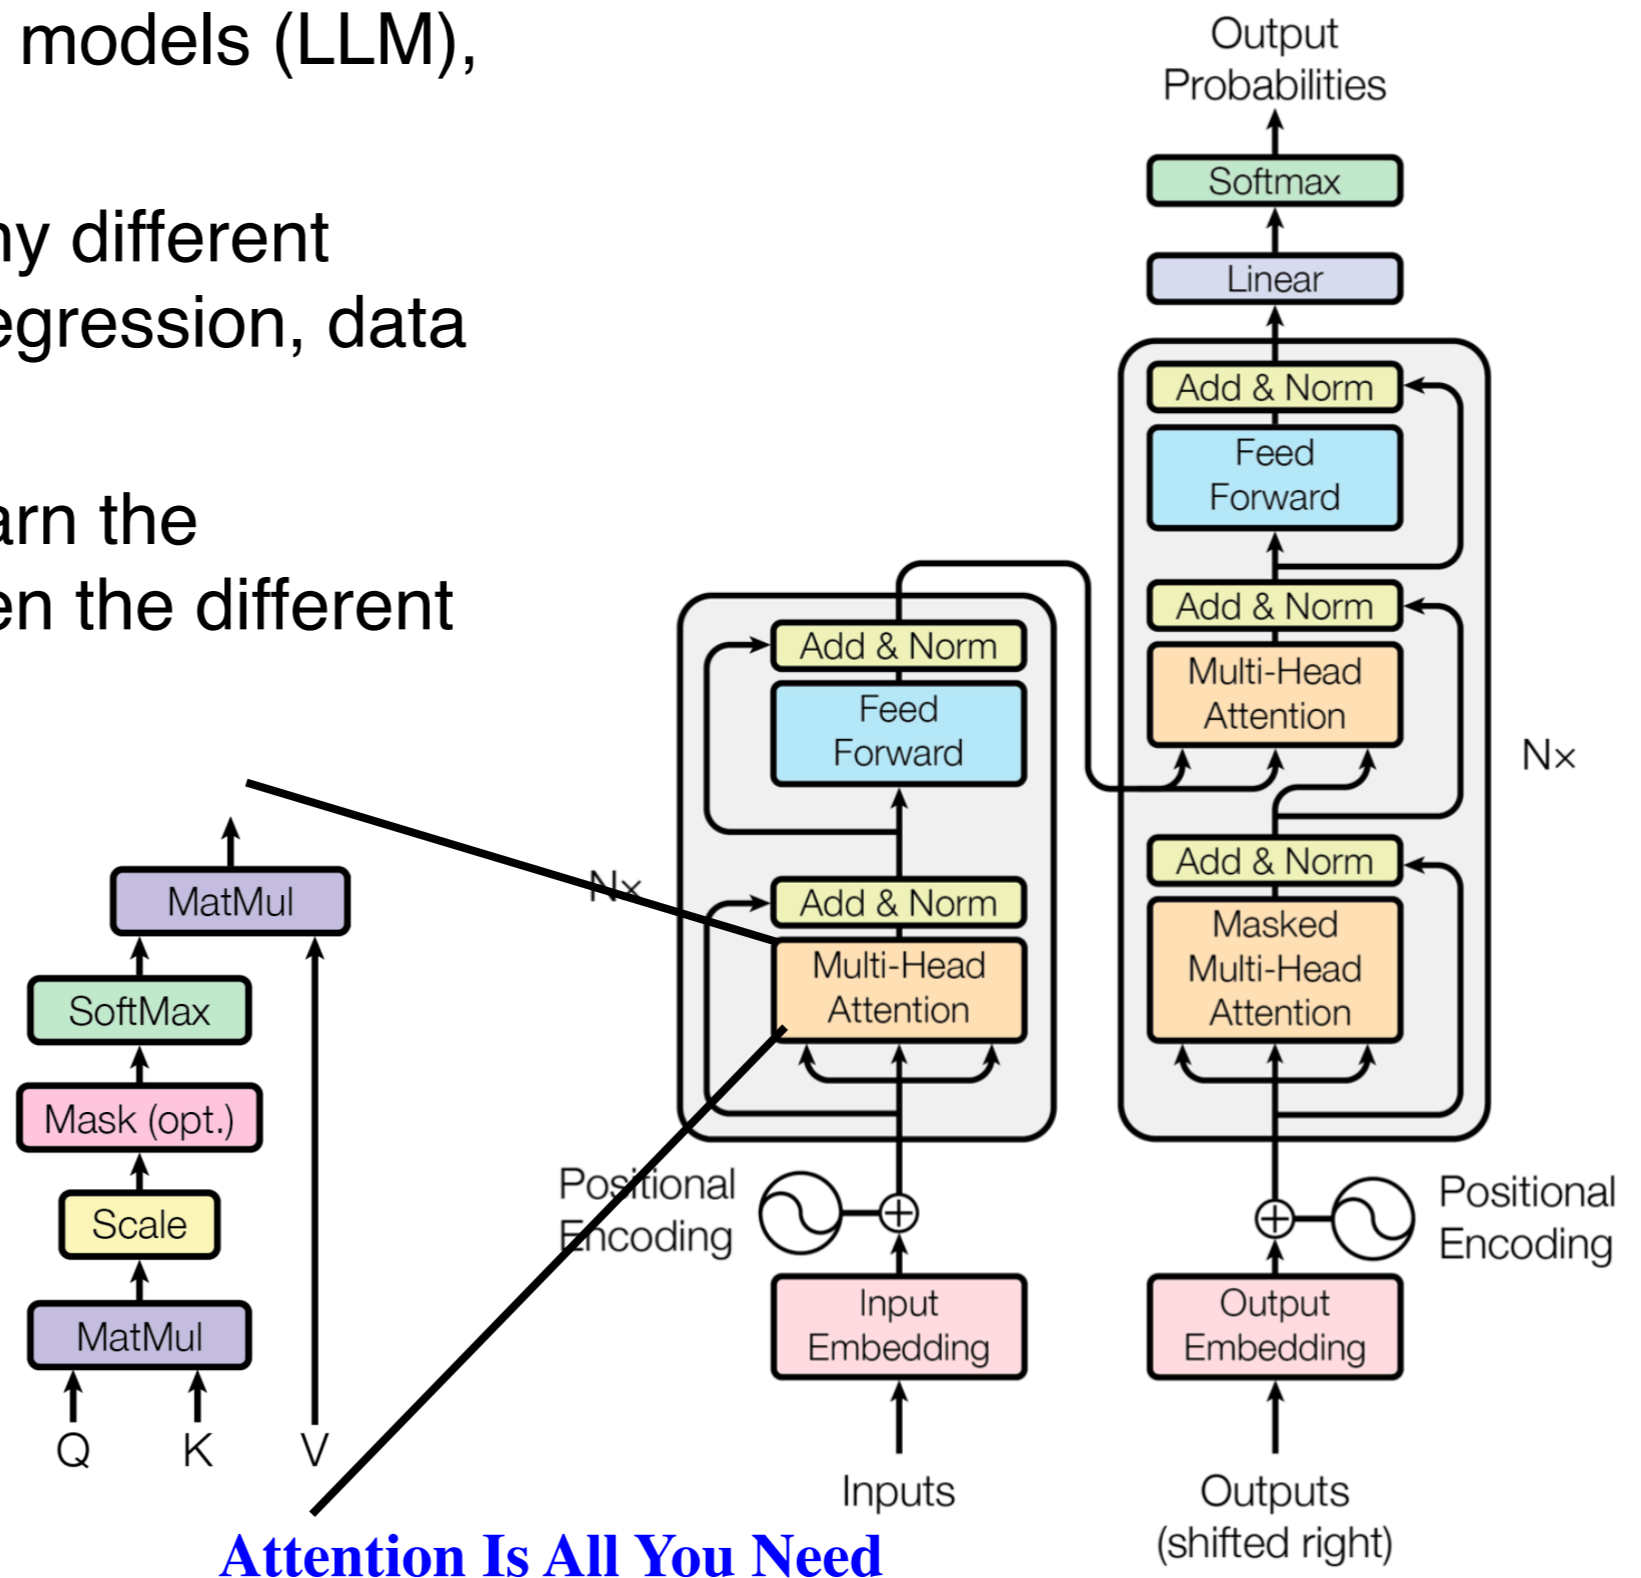 models (LLM),
ny different
egression, data
arn the
en the different
MatMul
SoftMax
Mask (opt.)
Scale
MatMul
Q
K
V
Attention Is All You Need
Nx
Add & Norm
Feed
Forward
Add & Norm
Multi-Head
Attention
Positional
Encoding
Input
Embedding
Inputs
Output
Probabilities
Softmax
Linear
Add & Norm
Feed
Forward
Add & Norm
Multi-Head
Attention
Nx
Add & Norm
Masked
Multi-Head
Attention
Positional
Encoding
Output
Embedding
Outputs
(shifted right)